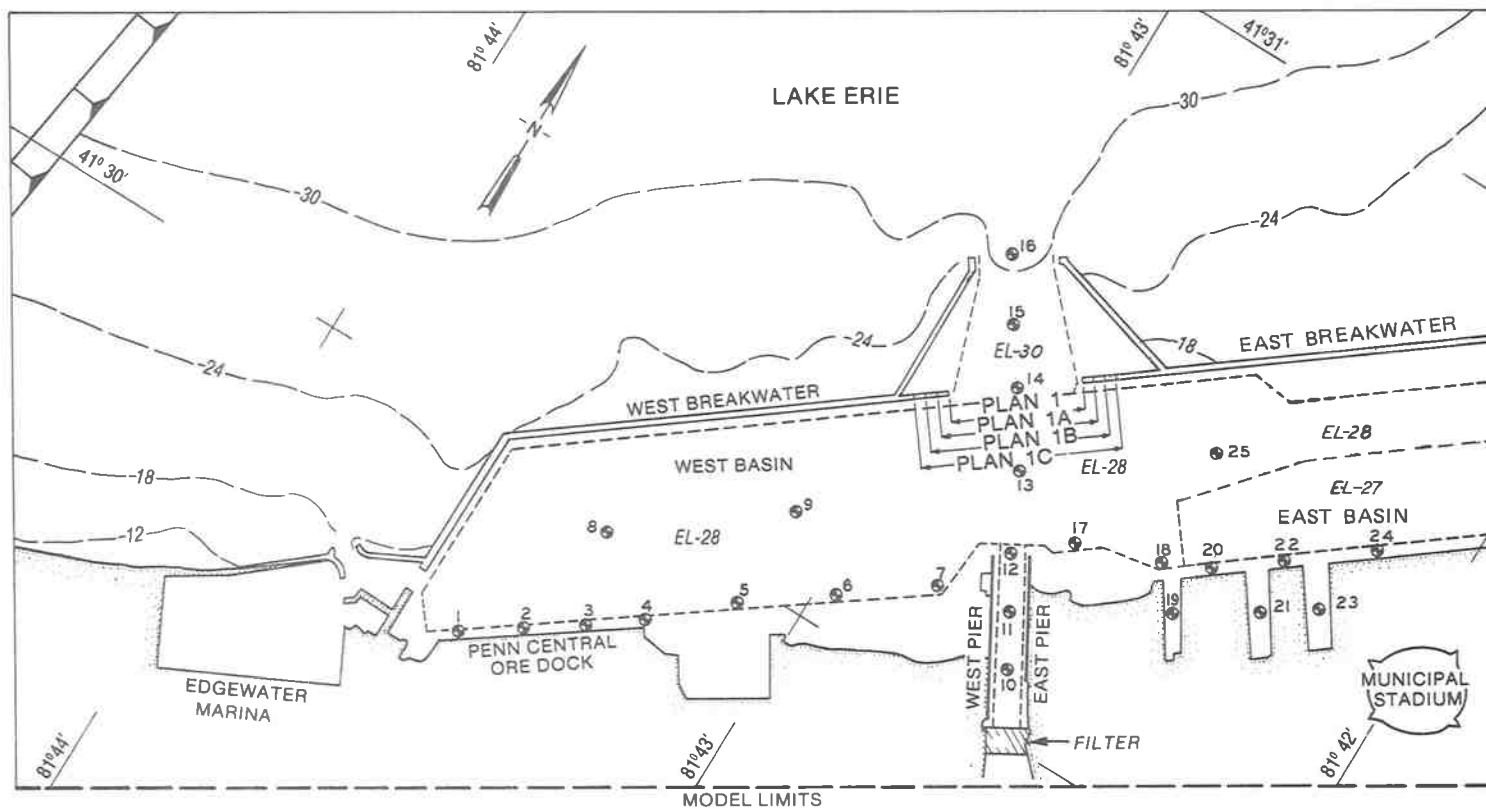 81° 44'
81° 43'
41° 31'
LAKE ERIE
-30
N
41° 30'
-30
-24
16
15
EL-30
-18
EAST BREAKWATER
-24
-24
WEST BREAKWATER
14
PLAN 1
PLAN 1A
PLAN 1B
PLAN 1C
EL-28
13
EL-28
25
WEST BASIN
-18
9
8
EL-28
EL-27
EAST BASIN
-12
17
18
20
22
24
12
7
6
5
4
3
2
1
19
21
23
11
10
PENN CENTRAL
ORE DOCK
WEST PIER
EAST PIER
EDGEWATER
MARINA
MUNICIPAL
STADIUM
FILTER
81° 44'
81° 43'
81° 42'
MODEL LIMITS